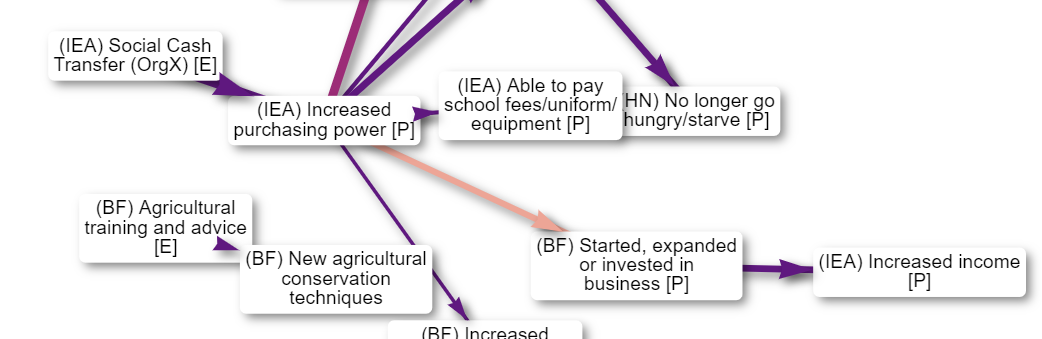 (IEA) Social Cash
Transfer (OrgX) [E]
(IEA) Increased
purchasing power [P]
(IEA) Able to pay
school fees/uniform/
equipment [P]
HN) No longer go
hungry/starve [P]
(BF) Agricultural
training and advice
[E]
(BF) New agricultural
conservation
techniques
(BF) Started, expanded
or invested in
business [P]
(IEA) Increased income
[P]
(BF) Increased